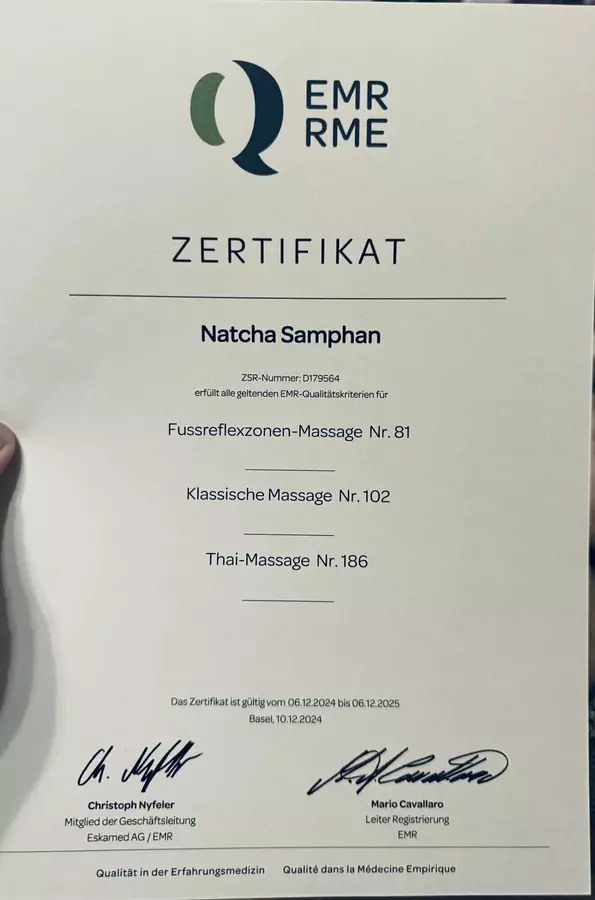 EMR
RME
ZERTIFIKAT
Natcha Samphan
ZSR-Nummer: D179564
erfüllt alle geltenden EMR-Qualitätskriterien für
Fussreflexzonen-Massage Nr. 81
Klassische Massage Nr. 102
Thai-Massage Nr. 186
Das Zertifikat ist gültig vom 06.12.2024 bis 06.12.2025
Basel, 10.12.2024
Ch. Nyfeler
M. Cavallaro
Christoph Nyfeler
Mitglied der Geschäftsleitung
Eskamed AG / EMR
Mario Cavallaro
Leiter Registrierung
EMR
Qualität in der Erfahrungsmedizin Qualité dans la Médecine Empirique